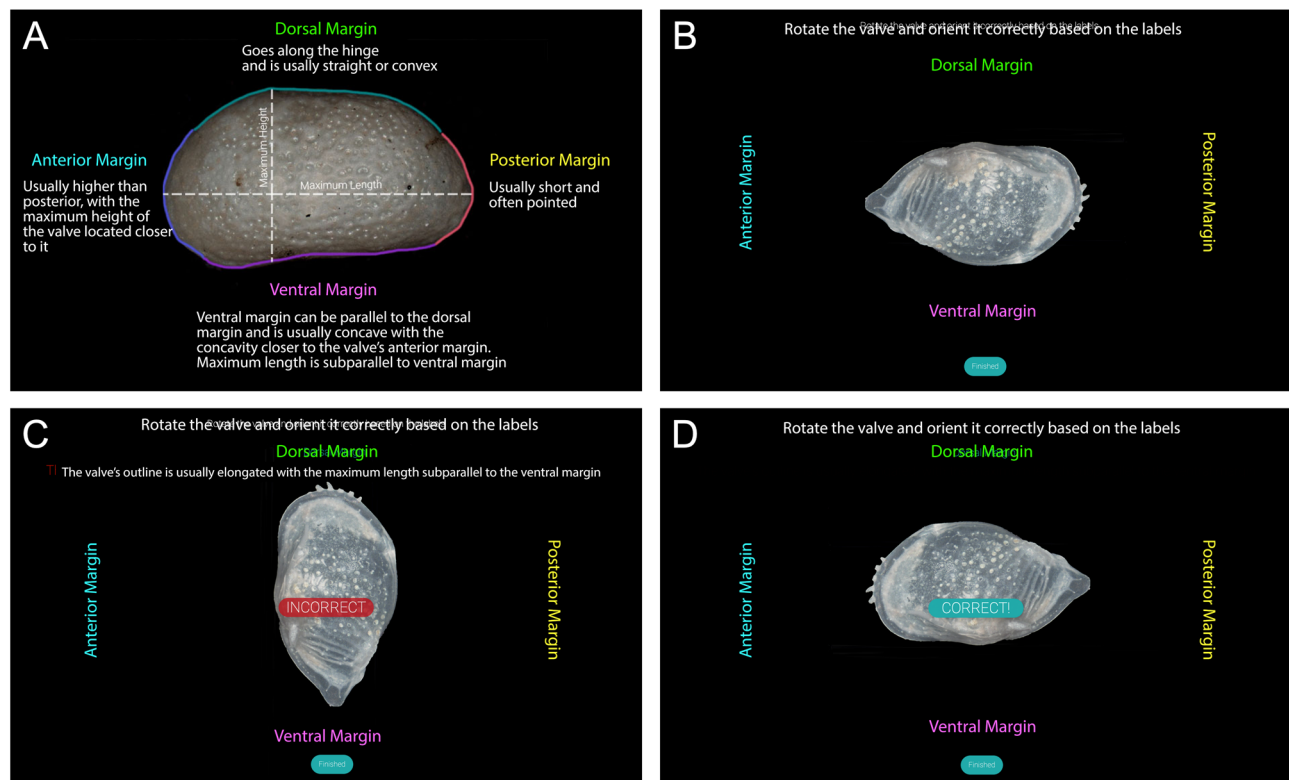 A
Dorsal Margin
Goes along the hinge
and is usally straight or convex
Anterior Margin
Usually higher than
posterior, with the
maximum height of
the valve located closer
to it
Maximum Height
Maximum Length
Posterior Margin
Usually short and
often pointed
Ventral Margin
Ventral margin can be parallel to the dorsal
margin and is usually concave with the
concavity closer to the valve's anterior margin.
Maximum length is subparallel to ventral margin
B
Rotate the valve and orient it correctly based on the labels
Dorsal Margin
Anterior Margin
Posterior Margin
Ventral Margin
Finished
C
Rotate the valve and orient it correctly based on the labels
Dorsal Margin
The valve's outline is usually elongated with the maximum length subparallel to the ventral margin
Anterior Margin
INCORRECT
Posterior Margin
Ventral Margin
Finished
D
Rotate the valve and orient it correctly based on the labels
Dorsal Margin
Anterior Margin
CORRECT!
Posterior Margin
Ventral Margin
Finished